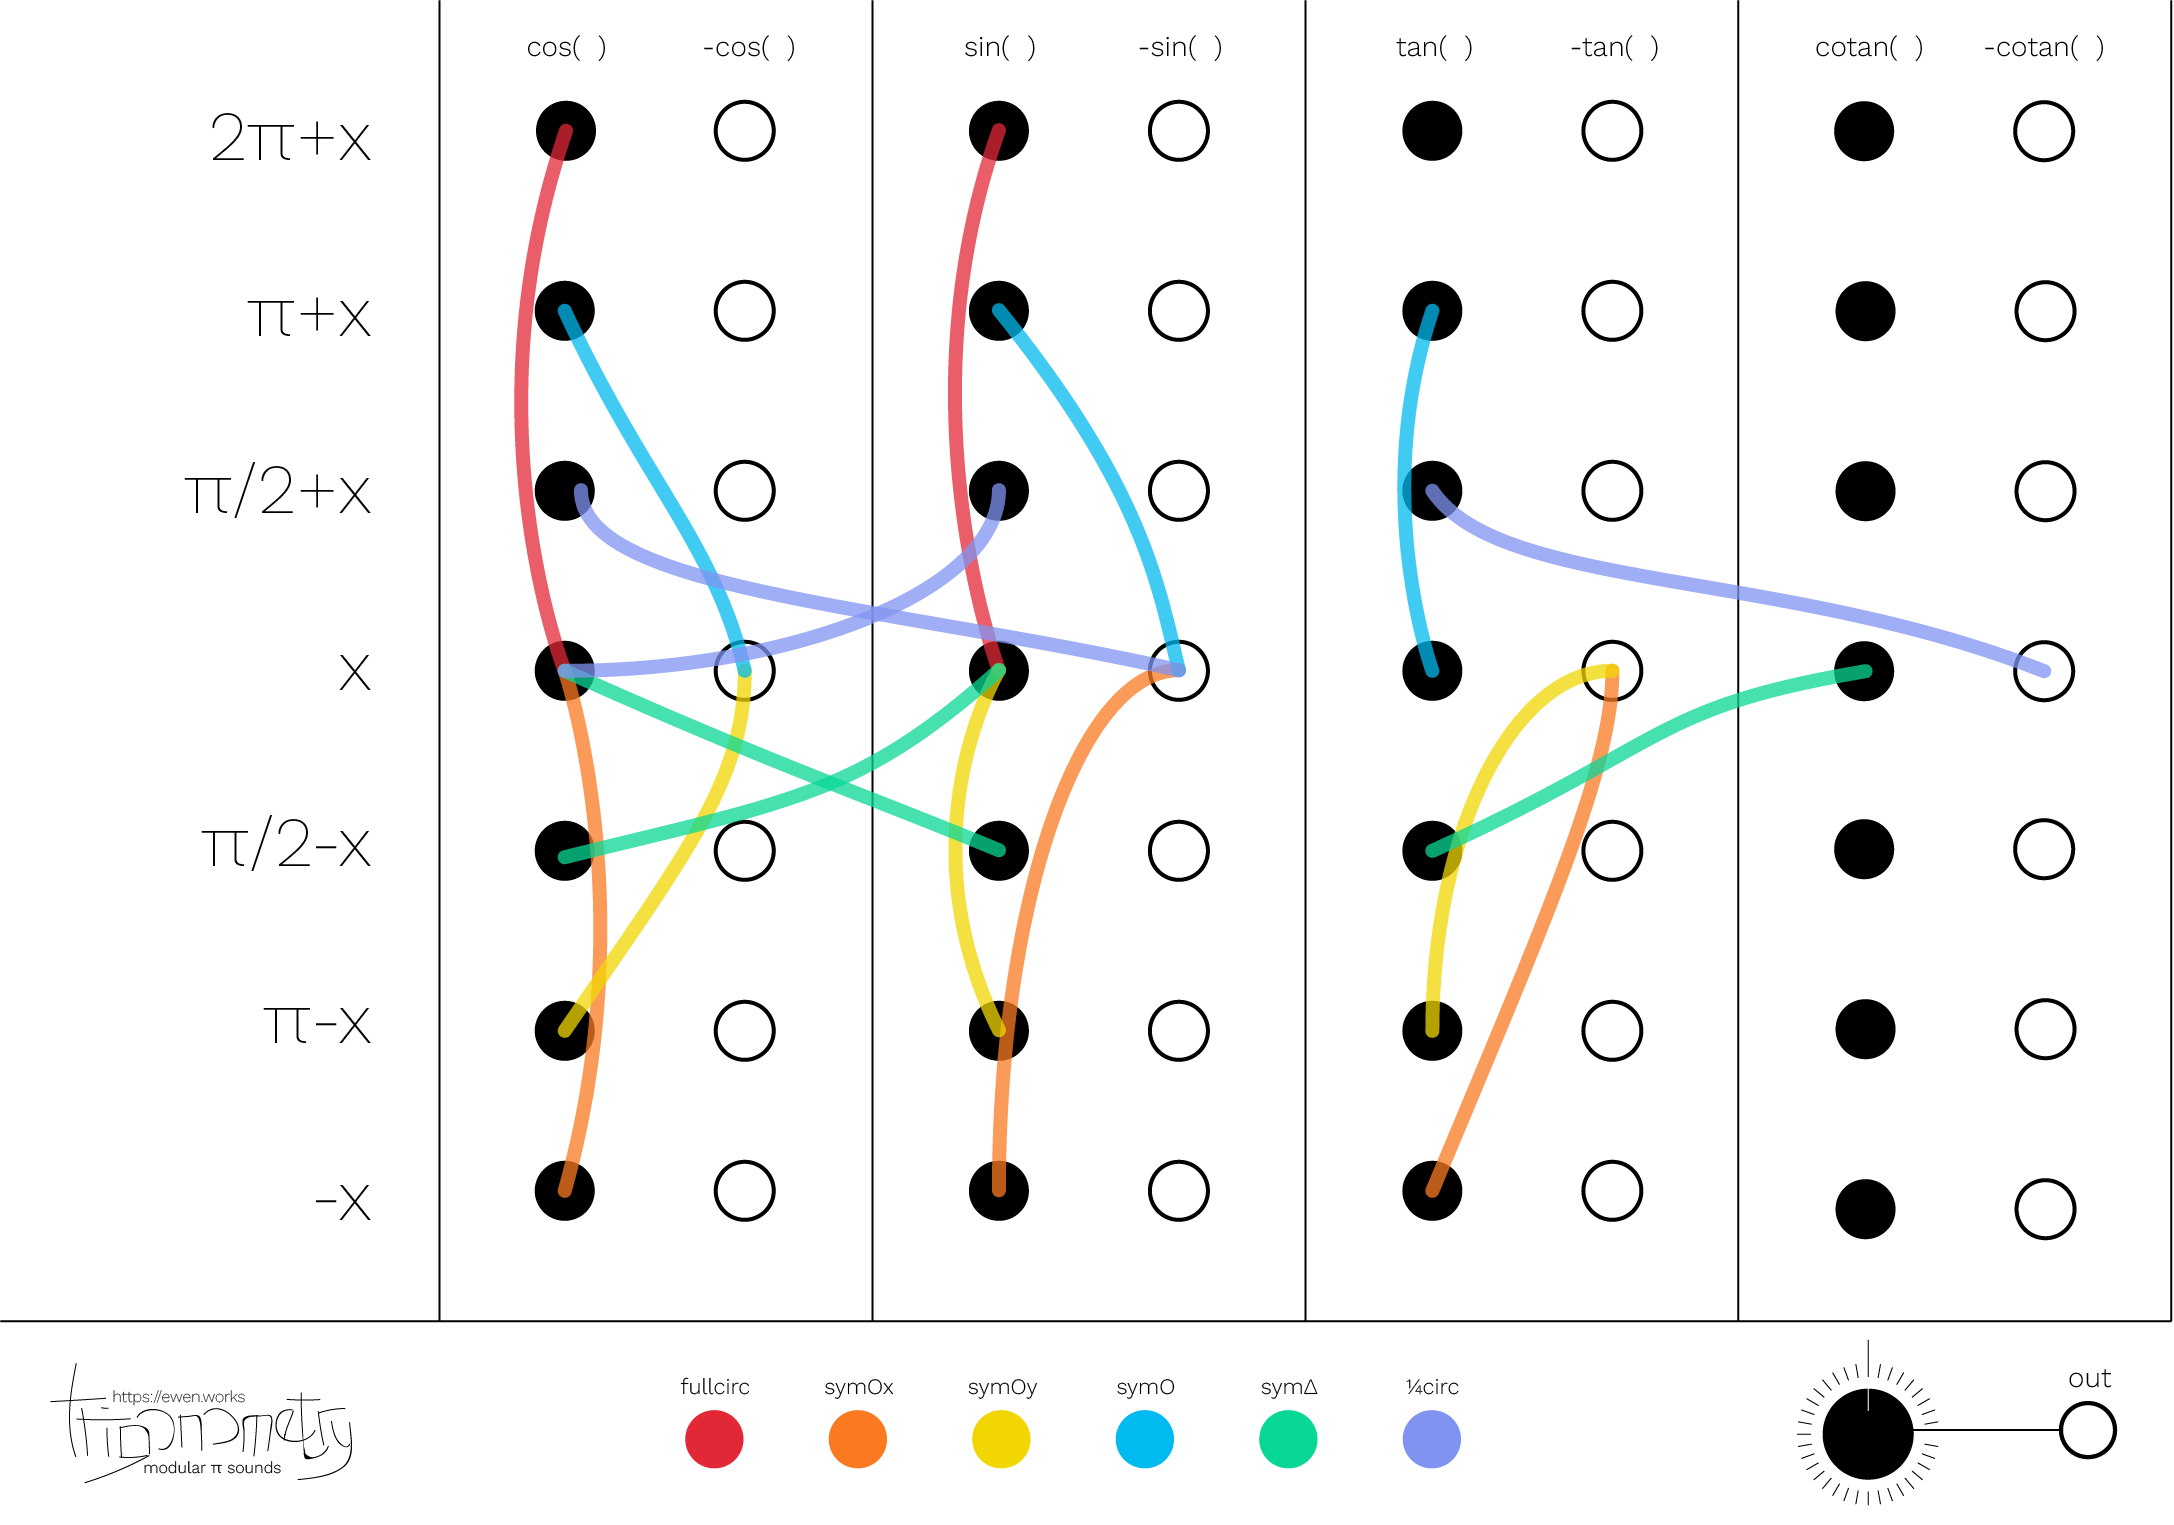 cos( ) -cos( ) sin( ) -sin( ) tan( ) -tan( ) cotan( ) -cotan( )
2π+x
π+x
π/2+x
x
π/2-x
π-x
-x
fullcirc symOx symOy symO symΔ ¼circ
out
https://ewen.works
trigonometry
modular π sounds